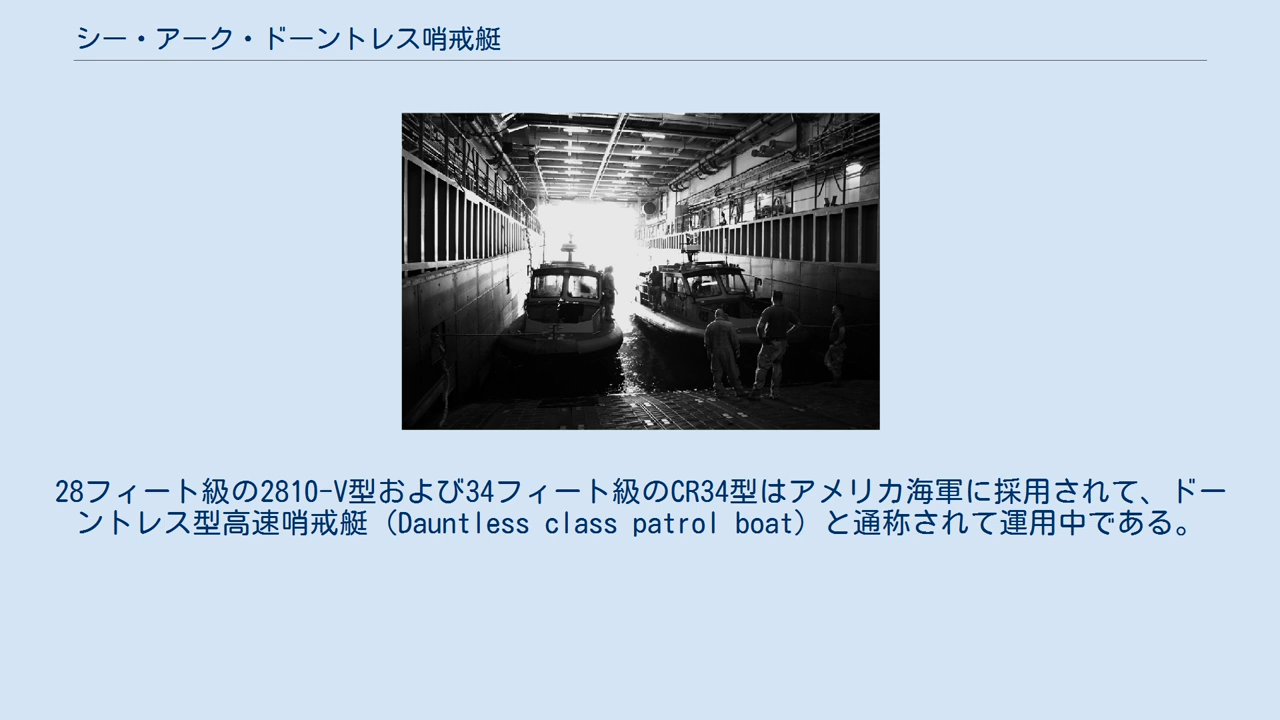 シー・アーク・ドーントレス哨戒艇
28フィート級の2810-V型および34フィート級のCR34型はアメリカ海軍に採用されて、ドー
ントレス型高速哨戒艇（Dauntless class patrol boat）と通称されて運用中である。